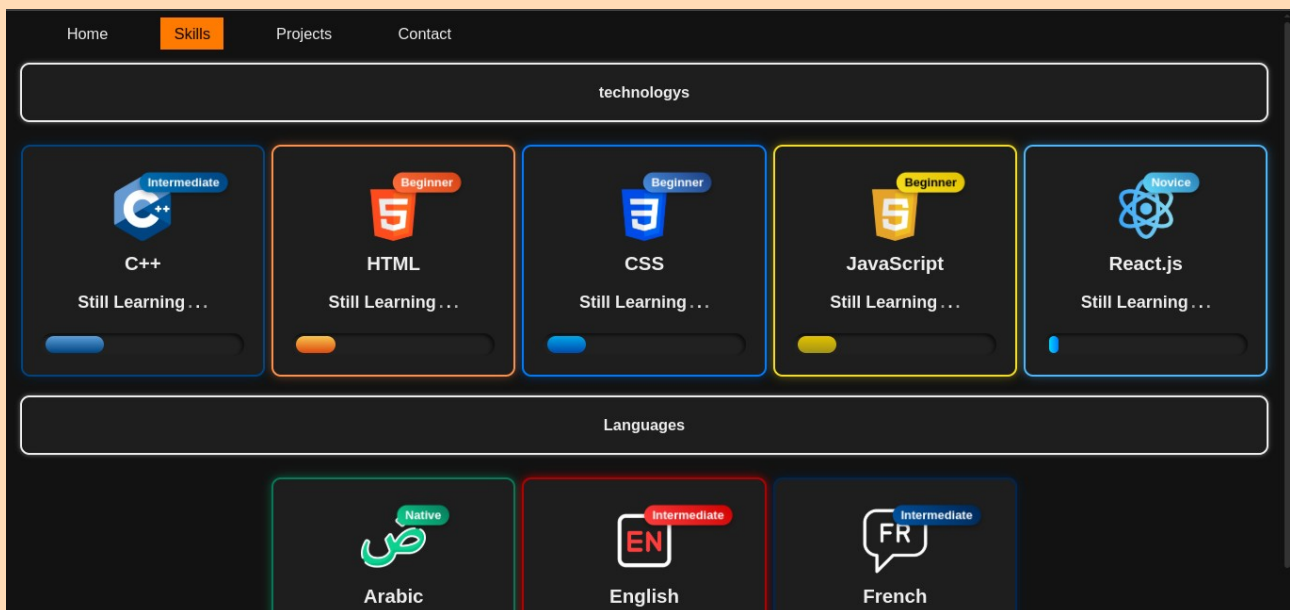 Home Skills Projects Contact
technologys
Intermediate Beginner Beginner Beginner Novice
C++ HTML CSS JavaScript React.js
Still Learning... Still Learning... Still Learning... Still Learning... Still Learning...
Languages
Native Intermediate Intermediate
ض EN FR
Arabic English French